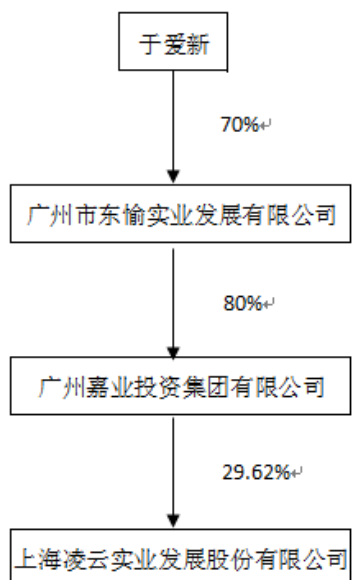 于爱新
70%↵
广州市东愉实业发展有限公司
80%↵
广州嘉业投资集团有限公司
29.62%↵
上海凌云实业发展股份有限公司